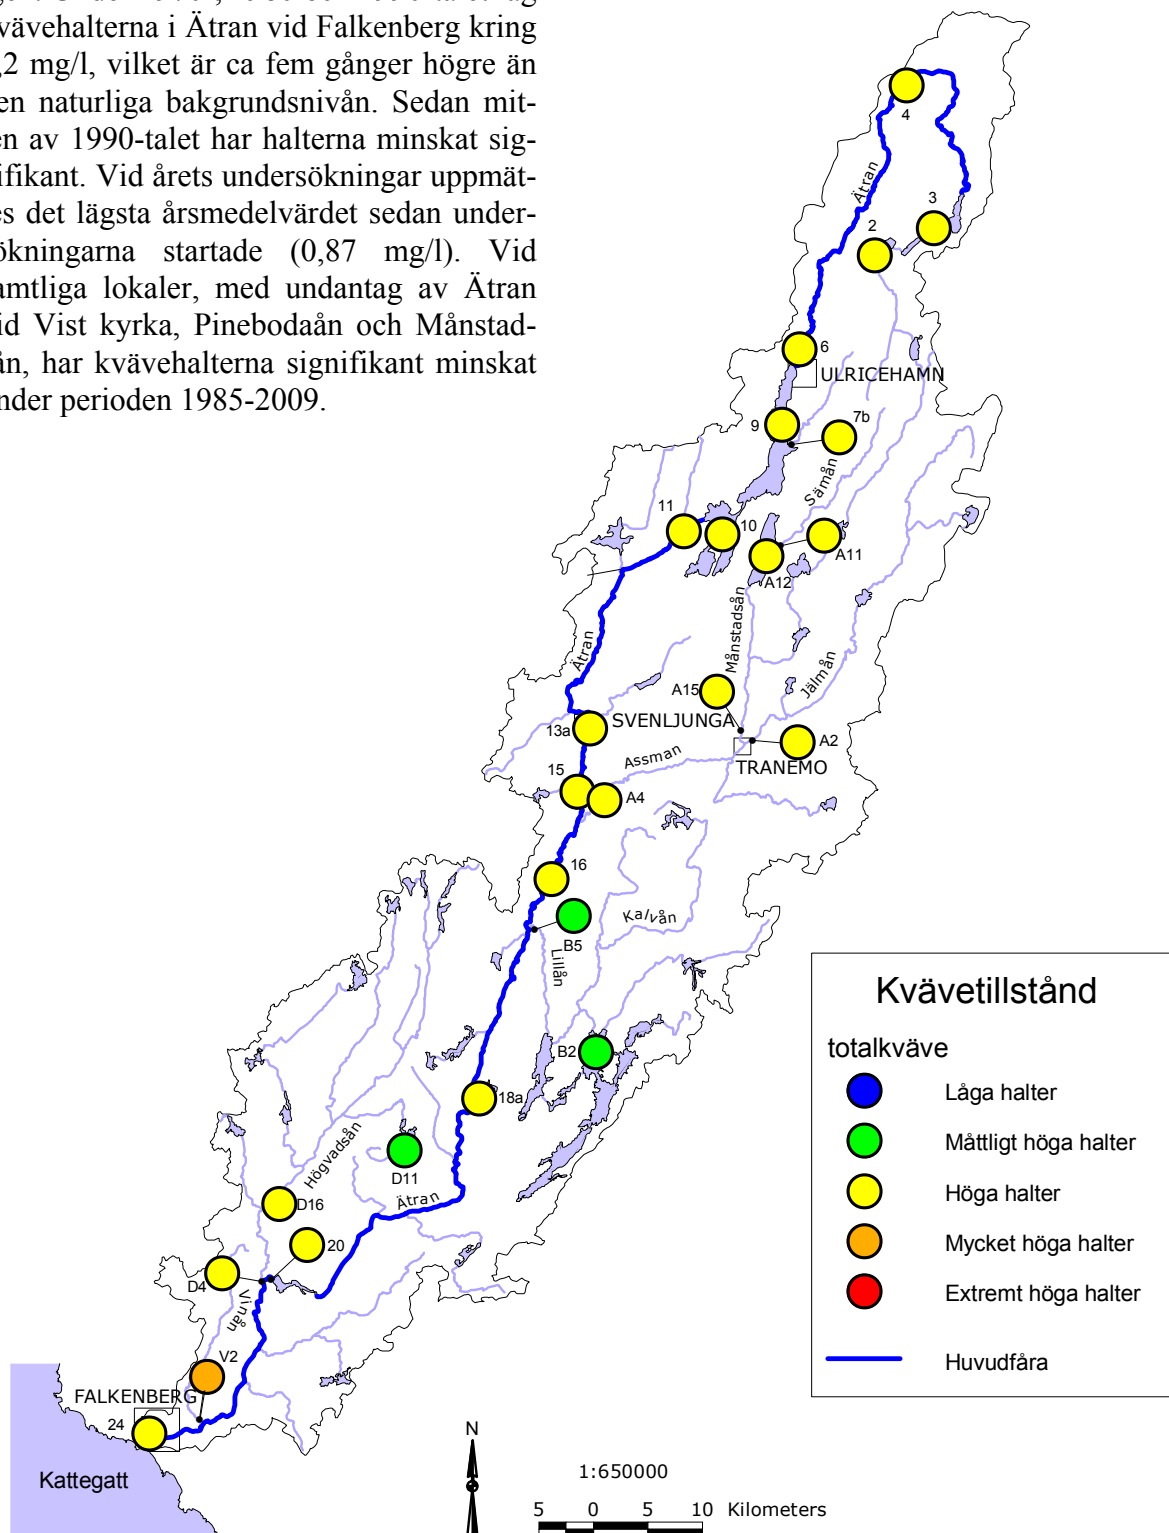 kvävehalterna i Ätran vid Falkenberg kring
,2 mg/l, vilket är ca fem gånger högre än
en naturliga bakgrundsnivån. Sedan mit-
en av 1990-talet har halterna minskat sig-
ifikant. Vid årets undersökningar uppmät-
es det lägsta årsmedelvärdet sedan under-
ökningarna startade (0,87 mg/l). Vid
amtliga lokaler, med undantag av Ätran
id Vist kyrka, Pinebodaån och Månstad-
ån, har kvävehalterna signifikant minskat
nder perioden 1985-2009.
4
Ätran
3
2
6
ULRICEHAMN
9
7b
Sämån
11
10
A11
A12
Månstadsån
Ätran
Jälmån
A15
SVENLJUNGA
13a
A2
Assman
TRANEMO
15
A4
16
Kalvån
B5
Lillån
B2
18a
Högvadsån
D11
Ätran
D16
20
D4
Vinån
V2
FALKENBERG
24
Kattegatt
Kvävetillstånd
totalkväve
Låga halter
Måttligt höga halter
Höga halter
Mycket höga halter
Extremt höga halter
Huvudfåra
N
1:650000
5 0 5 10 Kilometers